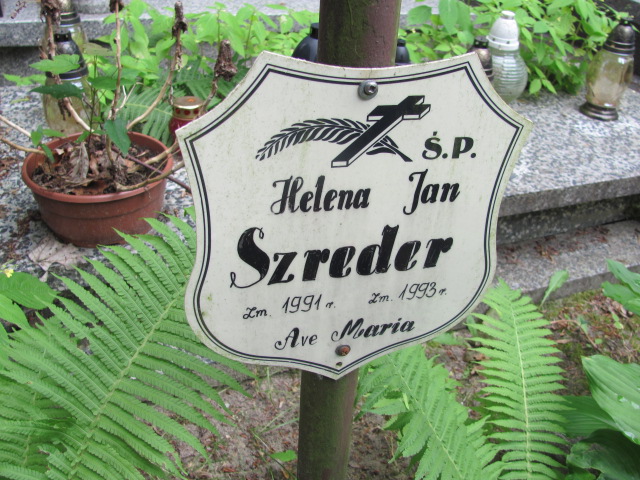 Ś.P.
Helena Jan
Szreder
Zm. 1991 r. Zm. 1993 r.
Ave Maria